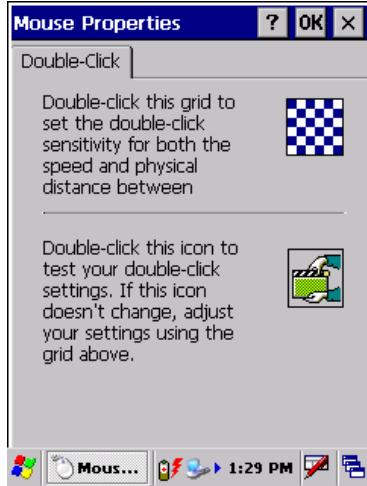 Mouse Properties ? OK ×
Double-Click
Double-click this grid to
set the double-click
sensitivity for both the
speed and physical
distance between
Double-click this icon to
test your double-click
settings. If this icon
doesn't change, adjust
your settings using the
grid above.
Mous... 1:29 PM